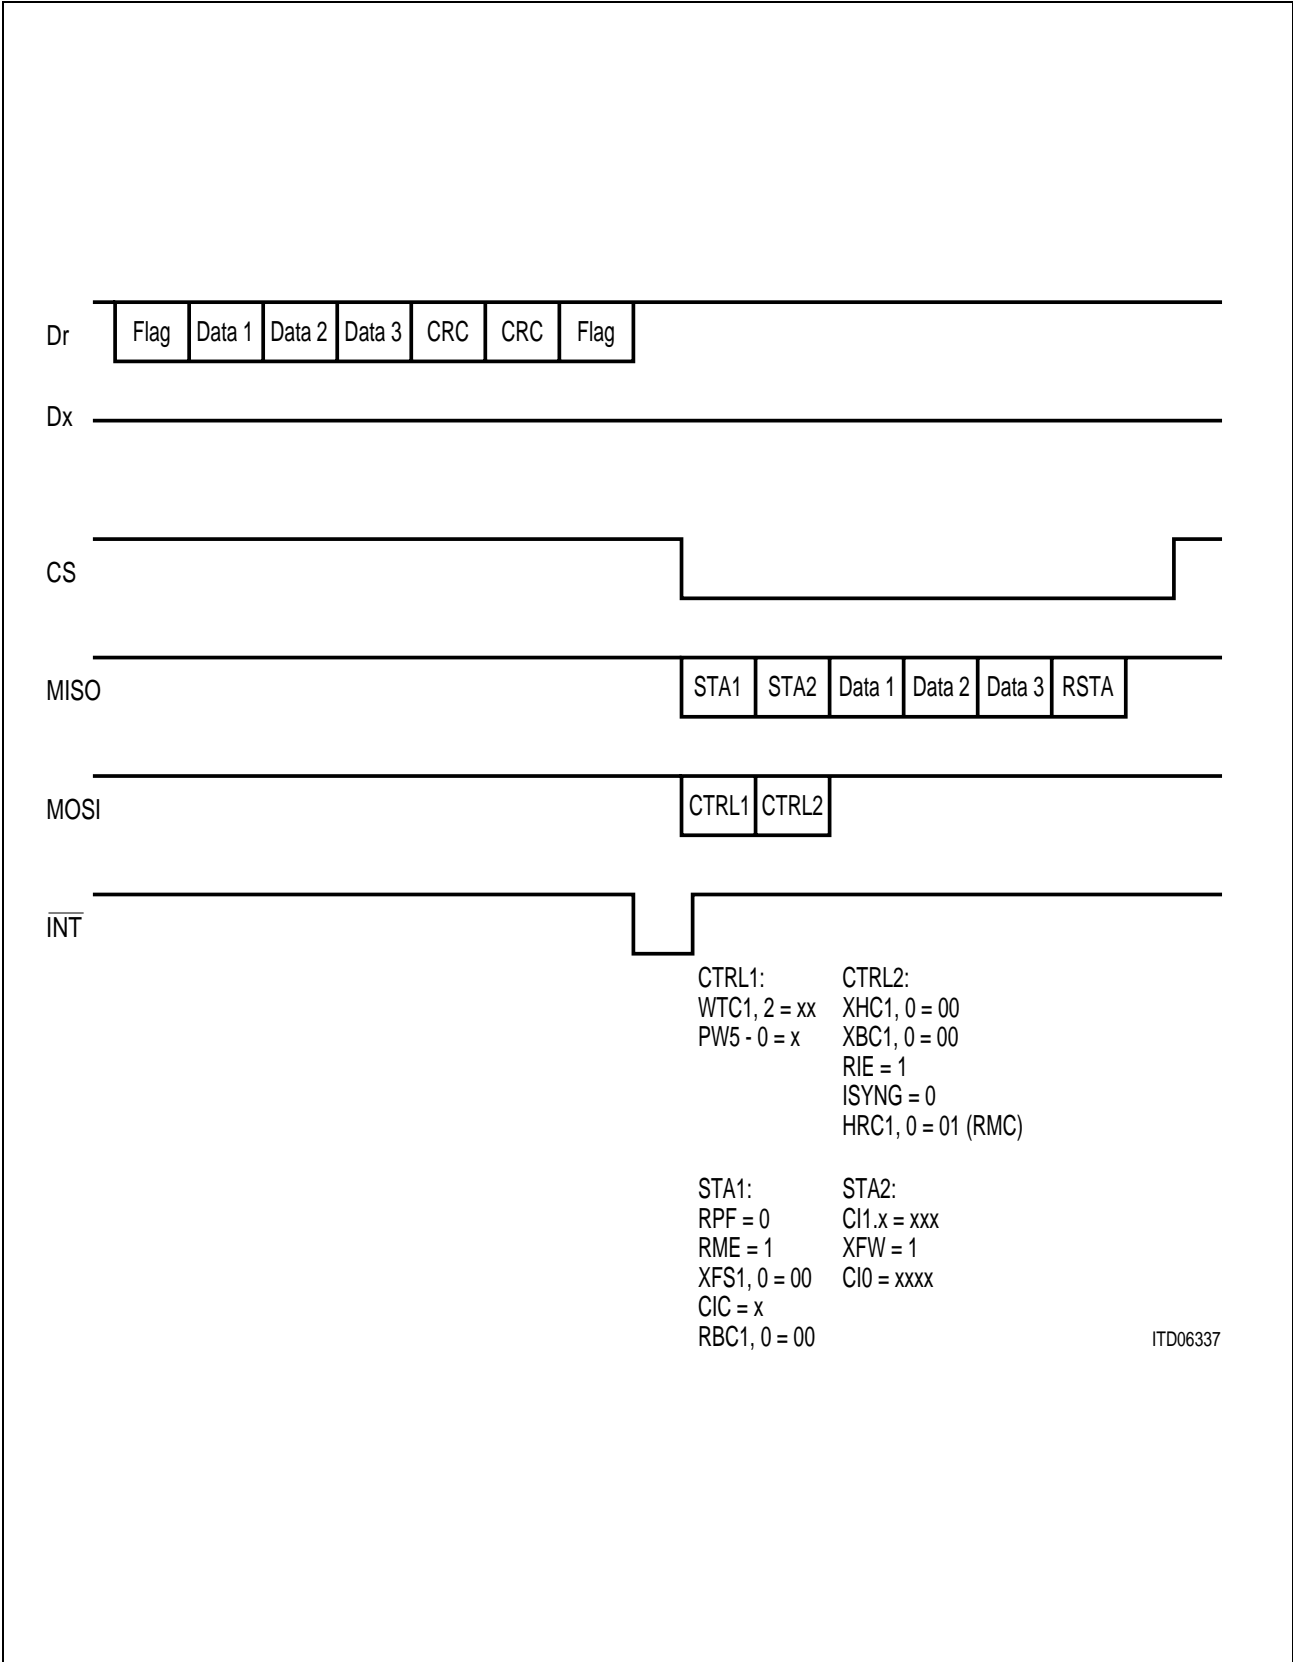 Dr Flag Data 1 Data 2 Data 3 CRC CRC Flag
Dx
CS
MISO STA1 STA2 Data 1 Data 2 Data 3 RSTA
MOSI CTRL1 CTRL2
INT
CTRL1: CTRL2:
WTC1, 2 = xx XHC1, 0 = 00
PW5 - 0 = x XBC1, 0 = 00
RIE = 1
ISYNG = 0
HRC1, 0 = 01 (RMC)
STA1: STA2:
RPF = 0 CI1.x = xxx
RME = 1 XFW = 1
XFS1, 0 = 00 CI0 = xxxx
CIC = x
RBC1, 0 = 00 ITD06337